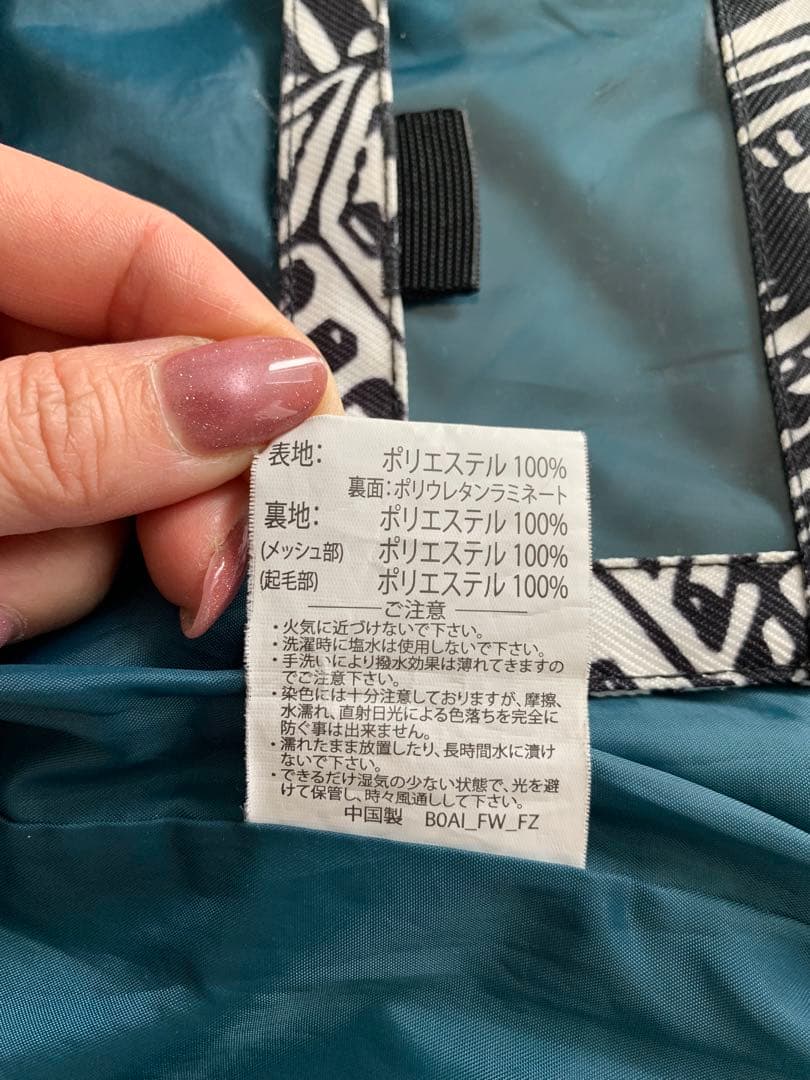 表地： ポリエステル 100%
裏面：ポリウレタンラミネート
裏地： ポリエステル 100%
(メッシュ部) ポリエステル 100%
(起毛部) ポリエステル 100%
ご注意
・火気に近づけないで下さい。
・洗濯時に塩水は使用しないで下さい。
・手洗いにより撥水効果は薄れてきますの
でご注意下さい。
・染色には十分注意しておりますが、摩擦、
水濡れ、直射日光による色落ちを完全に
防ぐ事は出来ません。
・濡れたまま放置したり、長時間水に漬け
ないで下さい。
・できるだけ湿気の少ない状態で、光を避
けて保管し、時々風通しして下さい。
中国製 B0AI_FW_FZ